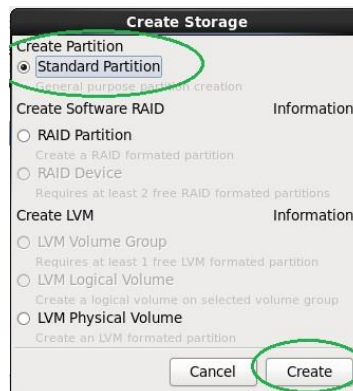 Create Storage
Create Partition
Standard Partition
General purpose partition creation
Create Software RAID Information
RAID Partition
Create a RAID formated partition
RAID Device
Requires at least 2 free RAID formated partitions
Create LVM Information
LVM Volume Group
Requires at least 1 free LVM formated partition
LVM Logical Volume
Create a logical volume on selected volume group
LVM Physical Volume
Create an LVM formated partition
Cancel Create